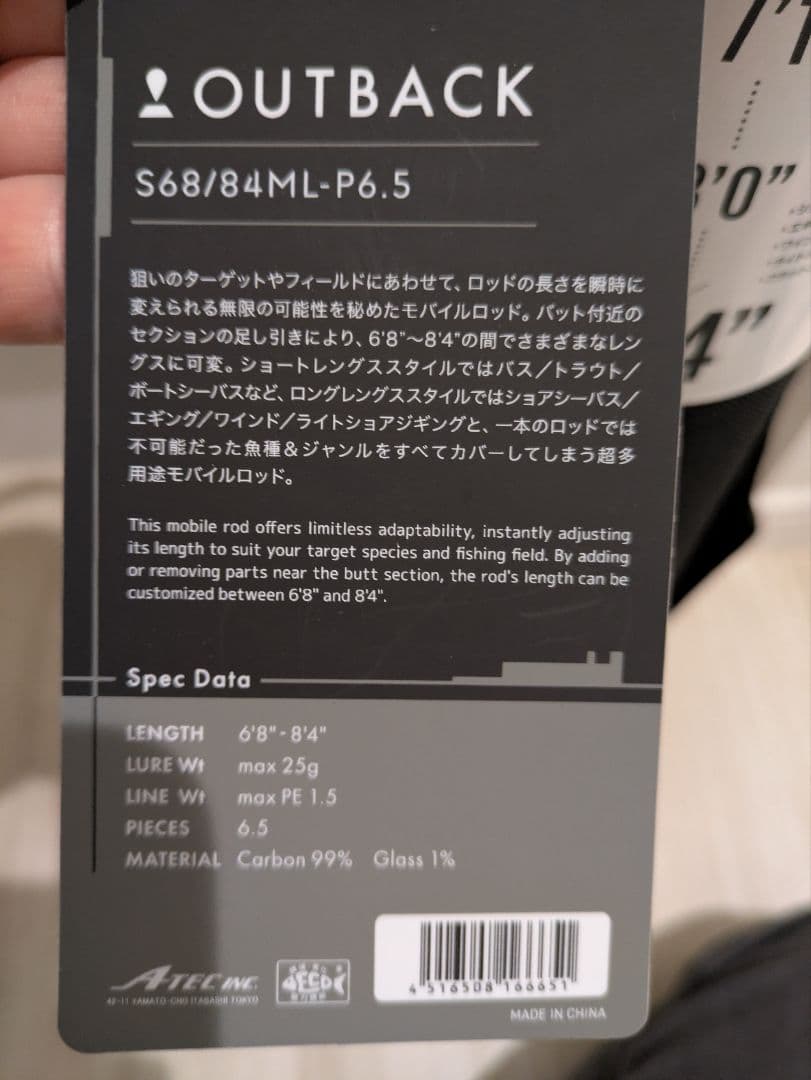 OUTBACK
S68/84ML-P6.5
狙いのターゲットやフィールドにあわせて、ロッドの長さを瞬時に
変えられる無限の可能性を秘めたモバイルロッド。バット付近の
セクションの足し引きにより、6'8"〜8'4"の間でさまざまなレン
グスに可変。ショートレングススタイルではバス／トラウト／
ボートシーバスなど、ロングレングススタイルではショアシーバス／
エギング／ワインド／ライトショアジギングと、一本のロッドでは
不可能だった魚種＆ジャンルをすべてカバーしてしまう超多
用途モバイルロッド。
This mobile rod offers limitless adaptability, instantly adjusting
its length to suit your target species and fishing field. By adding
or removing parts near the butt section, the rod's length can be
customized between 6'8" and 8'4".
Spec Data
LENGTH 6'8"-8'4"
LURE Wt max 25g
LINE Wt max PE 1.5
PIECES 6.5
MATERIAL Carbon 99% Glass 1%
A-TEC INC.
42-11 YAMATO-CHO ITABASHI TOKYO
4 516508 166651
MADE IN CHINA
'0"
4"